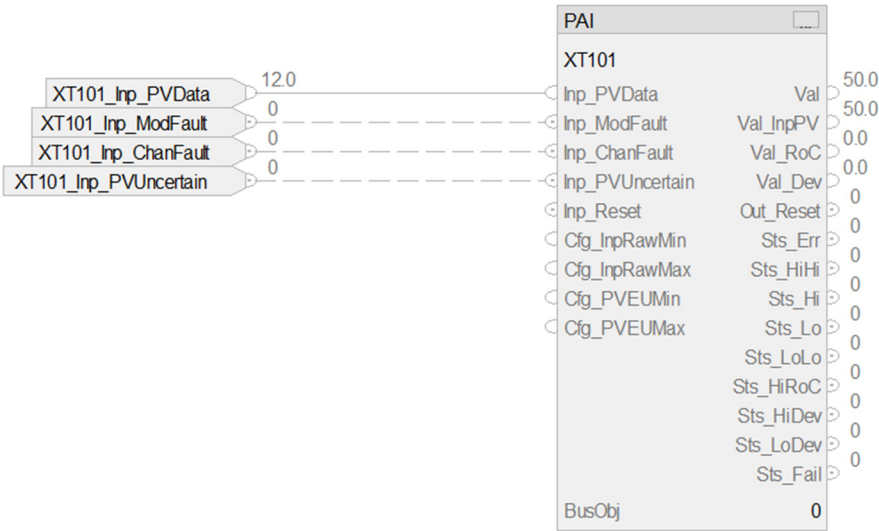 PAI ...
XT101
XT101_Inp_PVData 12.0 Inp_PVData Val 50.0
XT101_Inp_ModFault 0 Inp_ModFault Val_InpPV 50.0
XT101_Inp_ChanFault 0 Inp_ChanFault Val_RoC 0.0
XT101_Inp_PVUncertain 0 Inp_PVUncertain Val_Dev 0.0
Inp_Reset Out_Reset 0
Cfg_InpRawMin Sts_Err 0
Cfg_InpRawMax Sts_HiHi 0
Cfg_PVEUMin Sts_Hi 0
Cfg_PVEUMax Sts_Lo 0
Sts_LoLo 0
Sts_HiRoC 0
Sts_HiDev 0
Sts_LoDev 0
Sts_Fail 0
BusObj 0